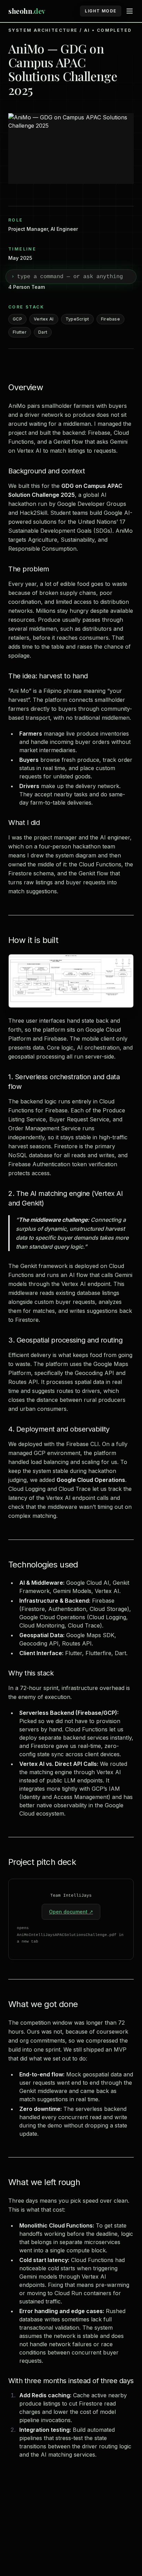 sheoluo.dev
LIGHT MODE
SYSTEM ARCHITECTURE / AI • COMPLETED
AniMo — GDG on
Campus APAC
Solutions Challenge
2025
AniMo — GDG on Campus APAC Solutions
Challenge 2025
ROLE
Project Manager, AI Engineer
TIMELINE
May 2025
type a command — or ask anything
4 Person Team
CORE STACK
GCP
Vertex AI
TypeScript
Firebase
Flutter
Dart
Overview
AniMo pairs smallholder farmers with buyers
and a driver network so produce does not sit
around waiting for a middleman. I managed the
project and built the backend: Firebase, Cloud
Functions, and a Genkit flow that asks Gemini
on Vertex AI to match listings to requests.
Background and context
We built this for the GDG on Campus APAC
Solution Challenge 2025, a global AI
hackathon run by Google Developer Groups
and Hack2Skill. Student teams build Google AI-
powered solutions for the United Nations' 17
Sustainable Development Goals (SDGs). AniMo
targets Agriculture, Sustainability, and
Responsible Consumption.
The problem
Every year, a lot of edible food goes to waste
because of broken supply chains, poor
coordination, and limited access to distribution
networks. Millions stay hungry despite available
resources. Produce usually passes through
several middlemen, such as distributors and
retailers, before it reaches consumers. That
adds time to the sale and raises the chance of
spoilage.
The idea: harvest to hand
"Ani Mo" is a Filipino phrase meaning "your
harvest". The platform connects smallholder
farmers directly to buyers through community-
based transport, with no traditional middlemen.
Farmers manage live produce inventories
and handle incoming buyer orders without
market intermediaries.
Buyers browse fresh produce, track order
status in real time, and place custom
requests for unlisted goods.
Drivers make up the delivery network.
They accept nearby tasks and do same-
day farm-to-table deliveries.
What I did
I was the project manager and the AI engineer,
which on a four-person hackathon team
means I drew the system diagram and then
owned the middle of it: the Cloud Functions, the
Firestore schema, and the Genkit flow that
turns raw listings and buyer requests into
match suggestions.
How it is built
Three user interfaces hand state back and
forth, so the platform sits on Google Cloud
Platform and Firebase. The mobile client only
presents data. Core logic, AI orchestration, and
geospatial processing all run server-side.
1. Serverless orchestration and data
flow
The backend logic runs entirely in Cloud
Functions for Firebase. Each of the Produce
Listing Service, Buyer Request Service, and
Order Management Service runs
independently, so it stays stable in high-traffic
harvest seasons. Firestore is the primary
NoSQL database for all reads and writes, and
Firebase Authentication token verification
protects access.
2. The AI matching engine (Vertex AI
and Genkit)
"The middleware challenge: Connecting a
surplus of dynamic, unstructured harvest
data to specific buyer demands takes more
than standard query logic."
The Genkit framework is deployed on Cloud
Functions and runs an AI flow that calls Gemini
models through the Vertex AI endpoint. This
middleware reads existing database listings
alongside custom buyer requests, analyzes
them for matches, and writes suggestions back
to Firestore.
3. Geospatial processing and routing
Efficient delivery is what keeps food from going
to waste. The platform uses the Google Maps
Platform, specifically the Geocoding API and
Routes API. It processes spatial data in real
time and suggests routes to drivers, which
closes the distance between rural producers
and urban consumers.
4. Deployment and observability
We deployed with the Firebase CLI. On a fully
managed GCP environment, the platform
handled load balancing and scaling for us. To
keep the system stable during hackathon
judging, we added Google Cloud Operations.
Cloud Logging and Cloud Trace let us track the
latency of the Vertex AI endpoint calls and
check that the middleware wasn't timing out on
complex matching.
Technologies used
AI & Middleware: Google Cloud AI, Genkit
Framework, Gemini Models, Vertex AI.
Infrastructure & Backend: Firebase
(Firestore, Authentication, Cloud Storage),
Google Cloud Operations (Cloud Logging,
Cloud Monitoring, Cloud Trace).
Geospatial Data: Google Maps SDK,
Geocoding API, Routes API.
Client Interface: Flutter, Flutterfire, Dart.
Why this stack
In a 72-hour sprint, infrastructure overhead is
the enemy of execution.
Serverless Backend (Firebase/GCP):
Picked so we did not have to provision
servers by hand. Cloud Functions let us
deploy separate backend services instantly,
and Firestore gave us real-time, zero-
config state sync across client devices.
Vertex AI vs. Direct API Calls: We routed
the matching engine through Vertex AI
instead of public LLM endpoints. It
integrates more tightly with GCP's IAM
(Identity and Access Management) and has
better native observability in the Google
Cloud ecosystem.
Project pitch deck
Team IntelliJays
Open document ↗
opens
in
a new tab
What we got done
The competition window was longer than 72
hours. Ours was not, because of coursework
and org commitments, so we compressed the
whole build into one sprint. We still shipped an
MVP that did what we set out to do:
End-to-end flow: Mock geospatial data and
user requests went end to end through the
Genkit middleware and came back as
match suggestions in real time.
Zero downtime: The serverless backend
handled every concurrent read and write
during the demo without dropping a state
update.
What we left rough
Three days means you pick speed over clean.
This is what that cost:
Monolithic Cloud Functions: To get state
handoffs working before the deadline, logic
that belongs in separate microservices
went into a single compute block.
Cold start latency: Cloud Functions had
noticeable cold starts when triggering
Gemini models through Vertex AI
endpoints. Fixing that means pre-warming
or moving to Cloud Run containers for
sustained traffic.
Error handling and edge cases: Rushed
database writes sometimes lack full
transactional validation. The system
assumes the network is stable and does
not handle network failures or race
conditions between concurrent buyer
requests.
With three months instead of three days
1. Add Redis caching: Cache active nearby
produce listings to cut Firestore read
charges and lower the cost of model
pipeline invocations.
2. Integration testing: Build automated
pipelines that stress-test the state
transitions between the driver routing logic
and the AI matching services.